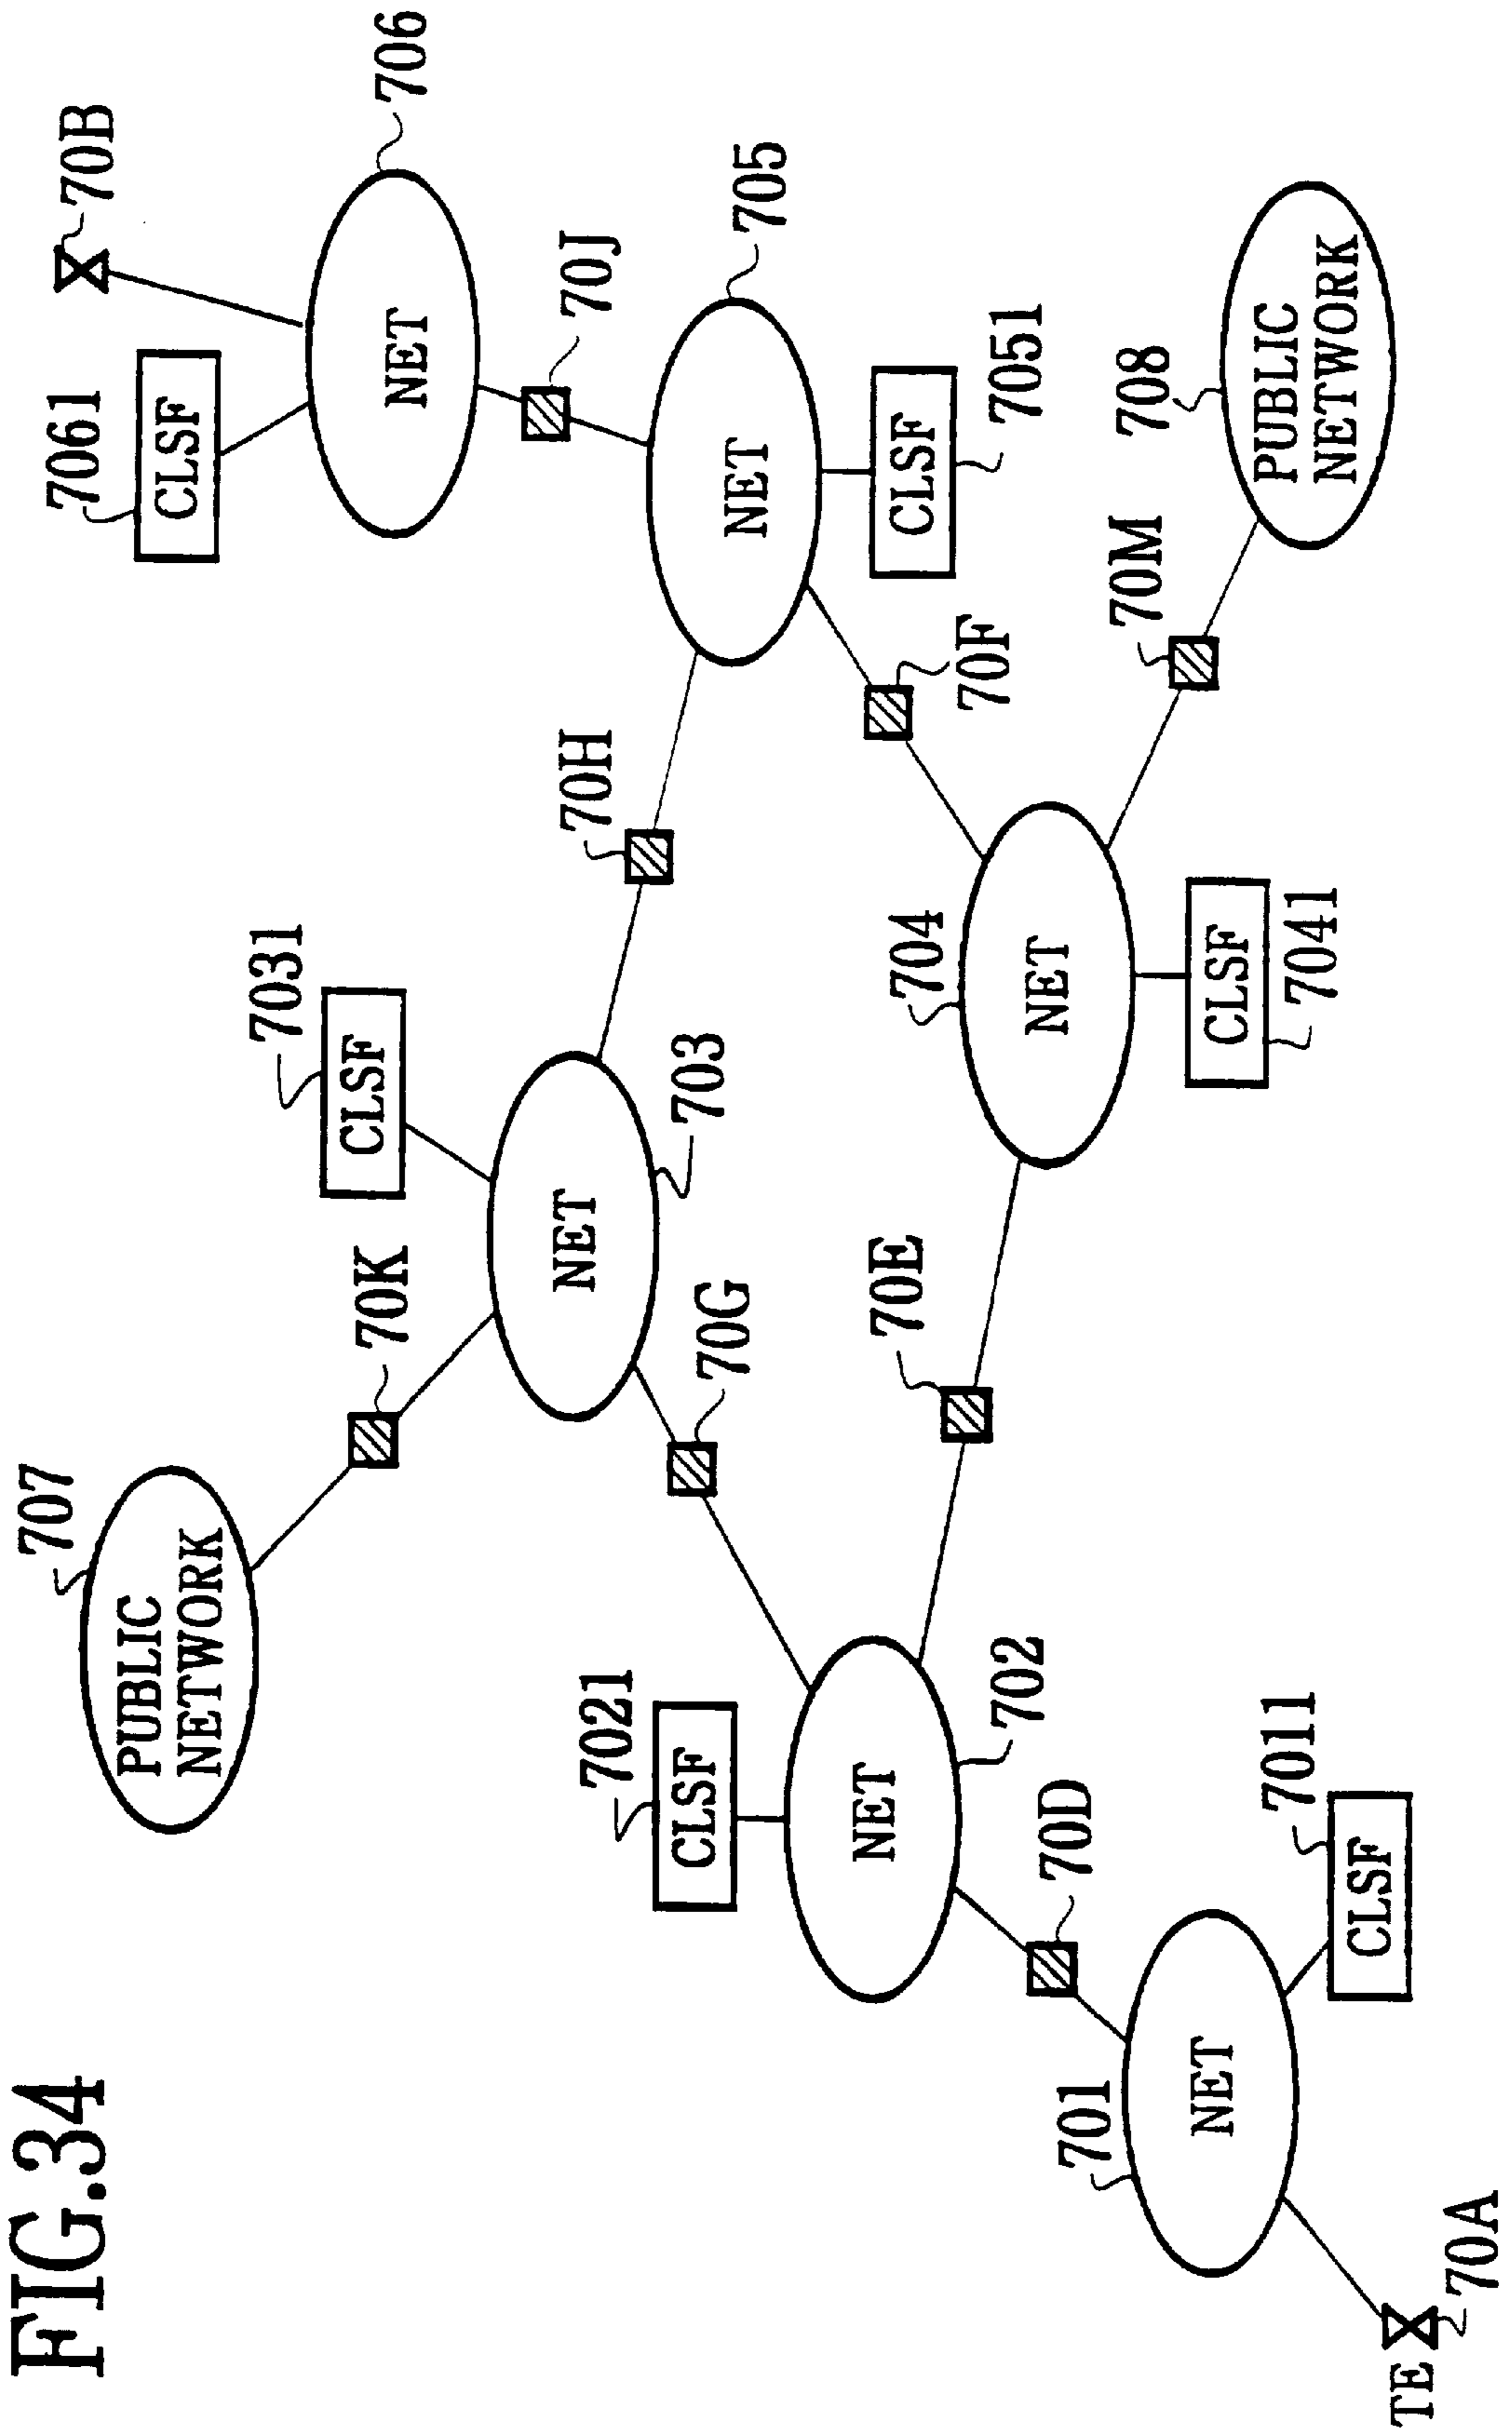 FIG.34
707
PUBLIC
NETWORK
70K
7031
CLSF
NET
703
70H
7061
CLSF
70B
NET
706
70J
NET
705
CLSF
7051
70F
70G
7021
CLSF
NET
702
70E
704
NET
CLSF
7041
70M
708
PUBLIC
NETWORK
70D
701
NET
7011
CLSF
TE
70A